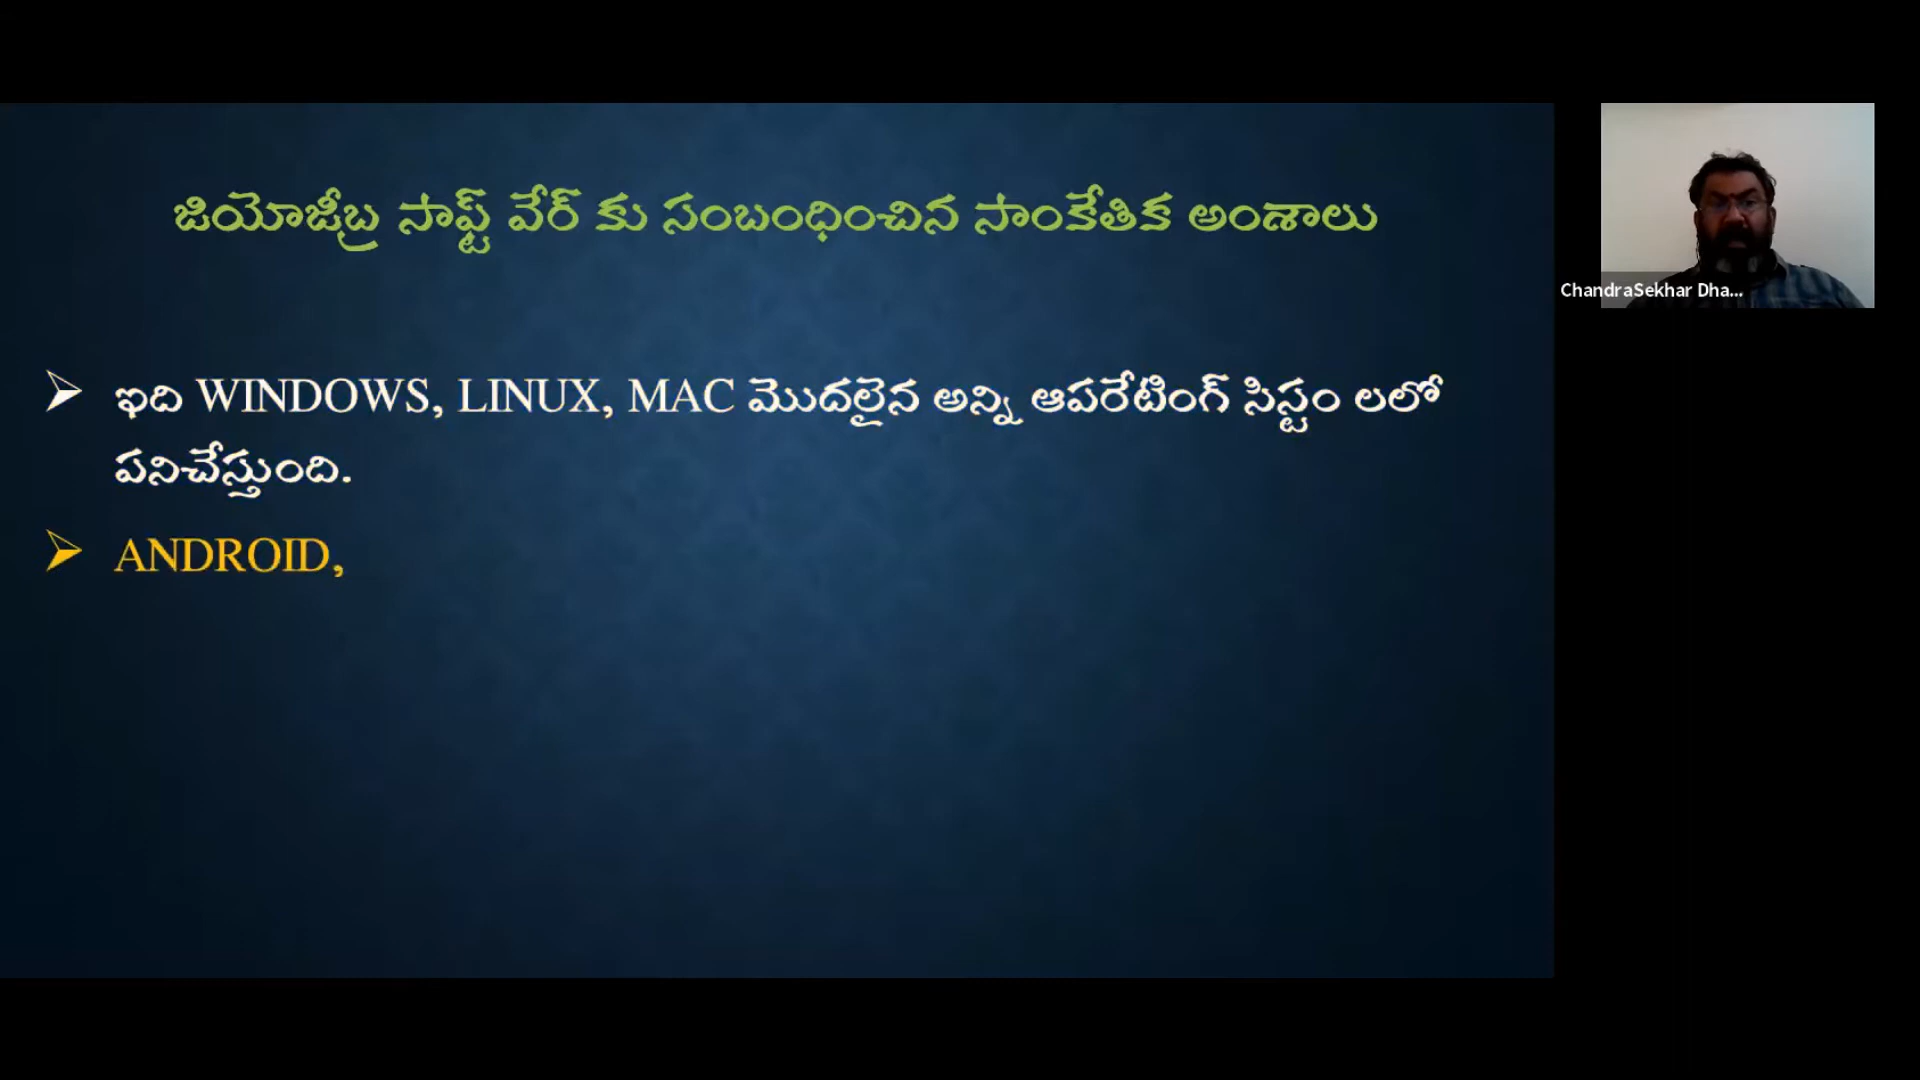 జియోజీబ్ర సాఫ్ట్ వేర్ కు సంబంధించిన సాంకేతిక అంశాలు
ఇది WINDOWS, LINUX, MAC మొదలైన అన్ని ఆపరేటింగ్ సిస్టం లలో
పనిచేస్తుంది.
ANDROID,
ChandraSekhar Dha...